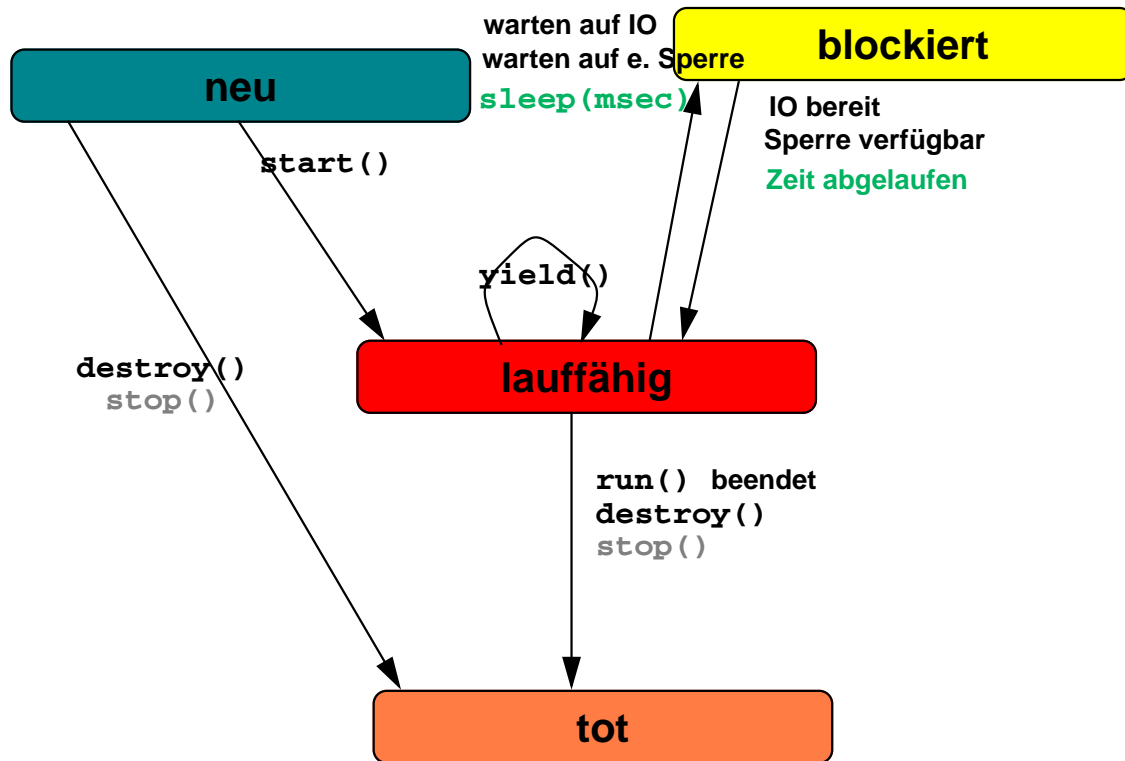 warten auf IO
warten auf e. Sperre
sleep(msec)
blockiert
neu
IO bereit
Sperre verfügbar
Zeit abgelaufen
start()
yield()
destroy()
stop()
lauffähig
run() beendet
destroy()
stop()
tot